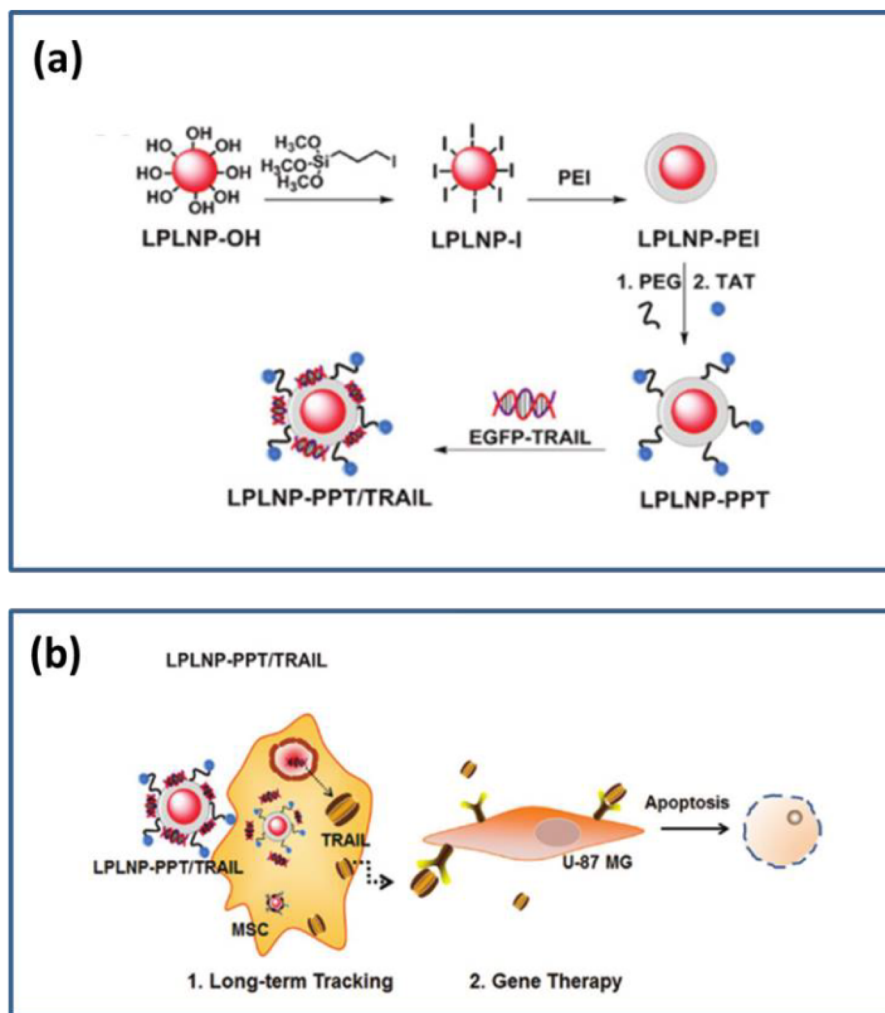 (a)
OH
HO
OH
HO
OH
HO
OH
HO
OH
LPLNP-OH
H₃CO
H₃CO-Si
H₃CO
I
I
I
I
I
I
I
I
I
LPLNP-I
PEI
LPLNP-PEI
1. PEG
2. TAT
LPLNP-PPT
EGFP-TRAIL
LPLNP-PPT/TRAIL
(b)
LPLNP-PPT/TRAIL
LPLNP-PPT/TRAIL
TRAIL
MSC
U-87 MG
Apoptosis
1. Long-term Tracking
2. Gene Therapy